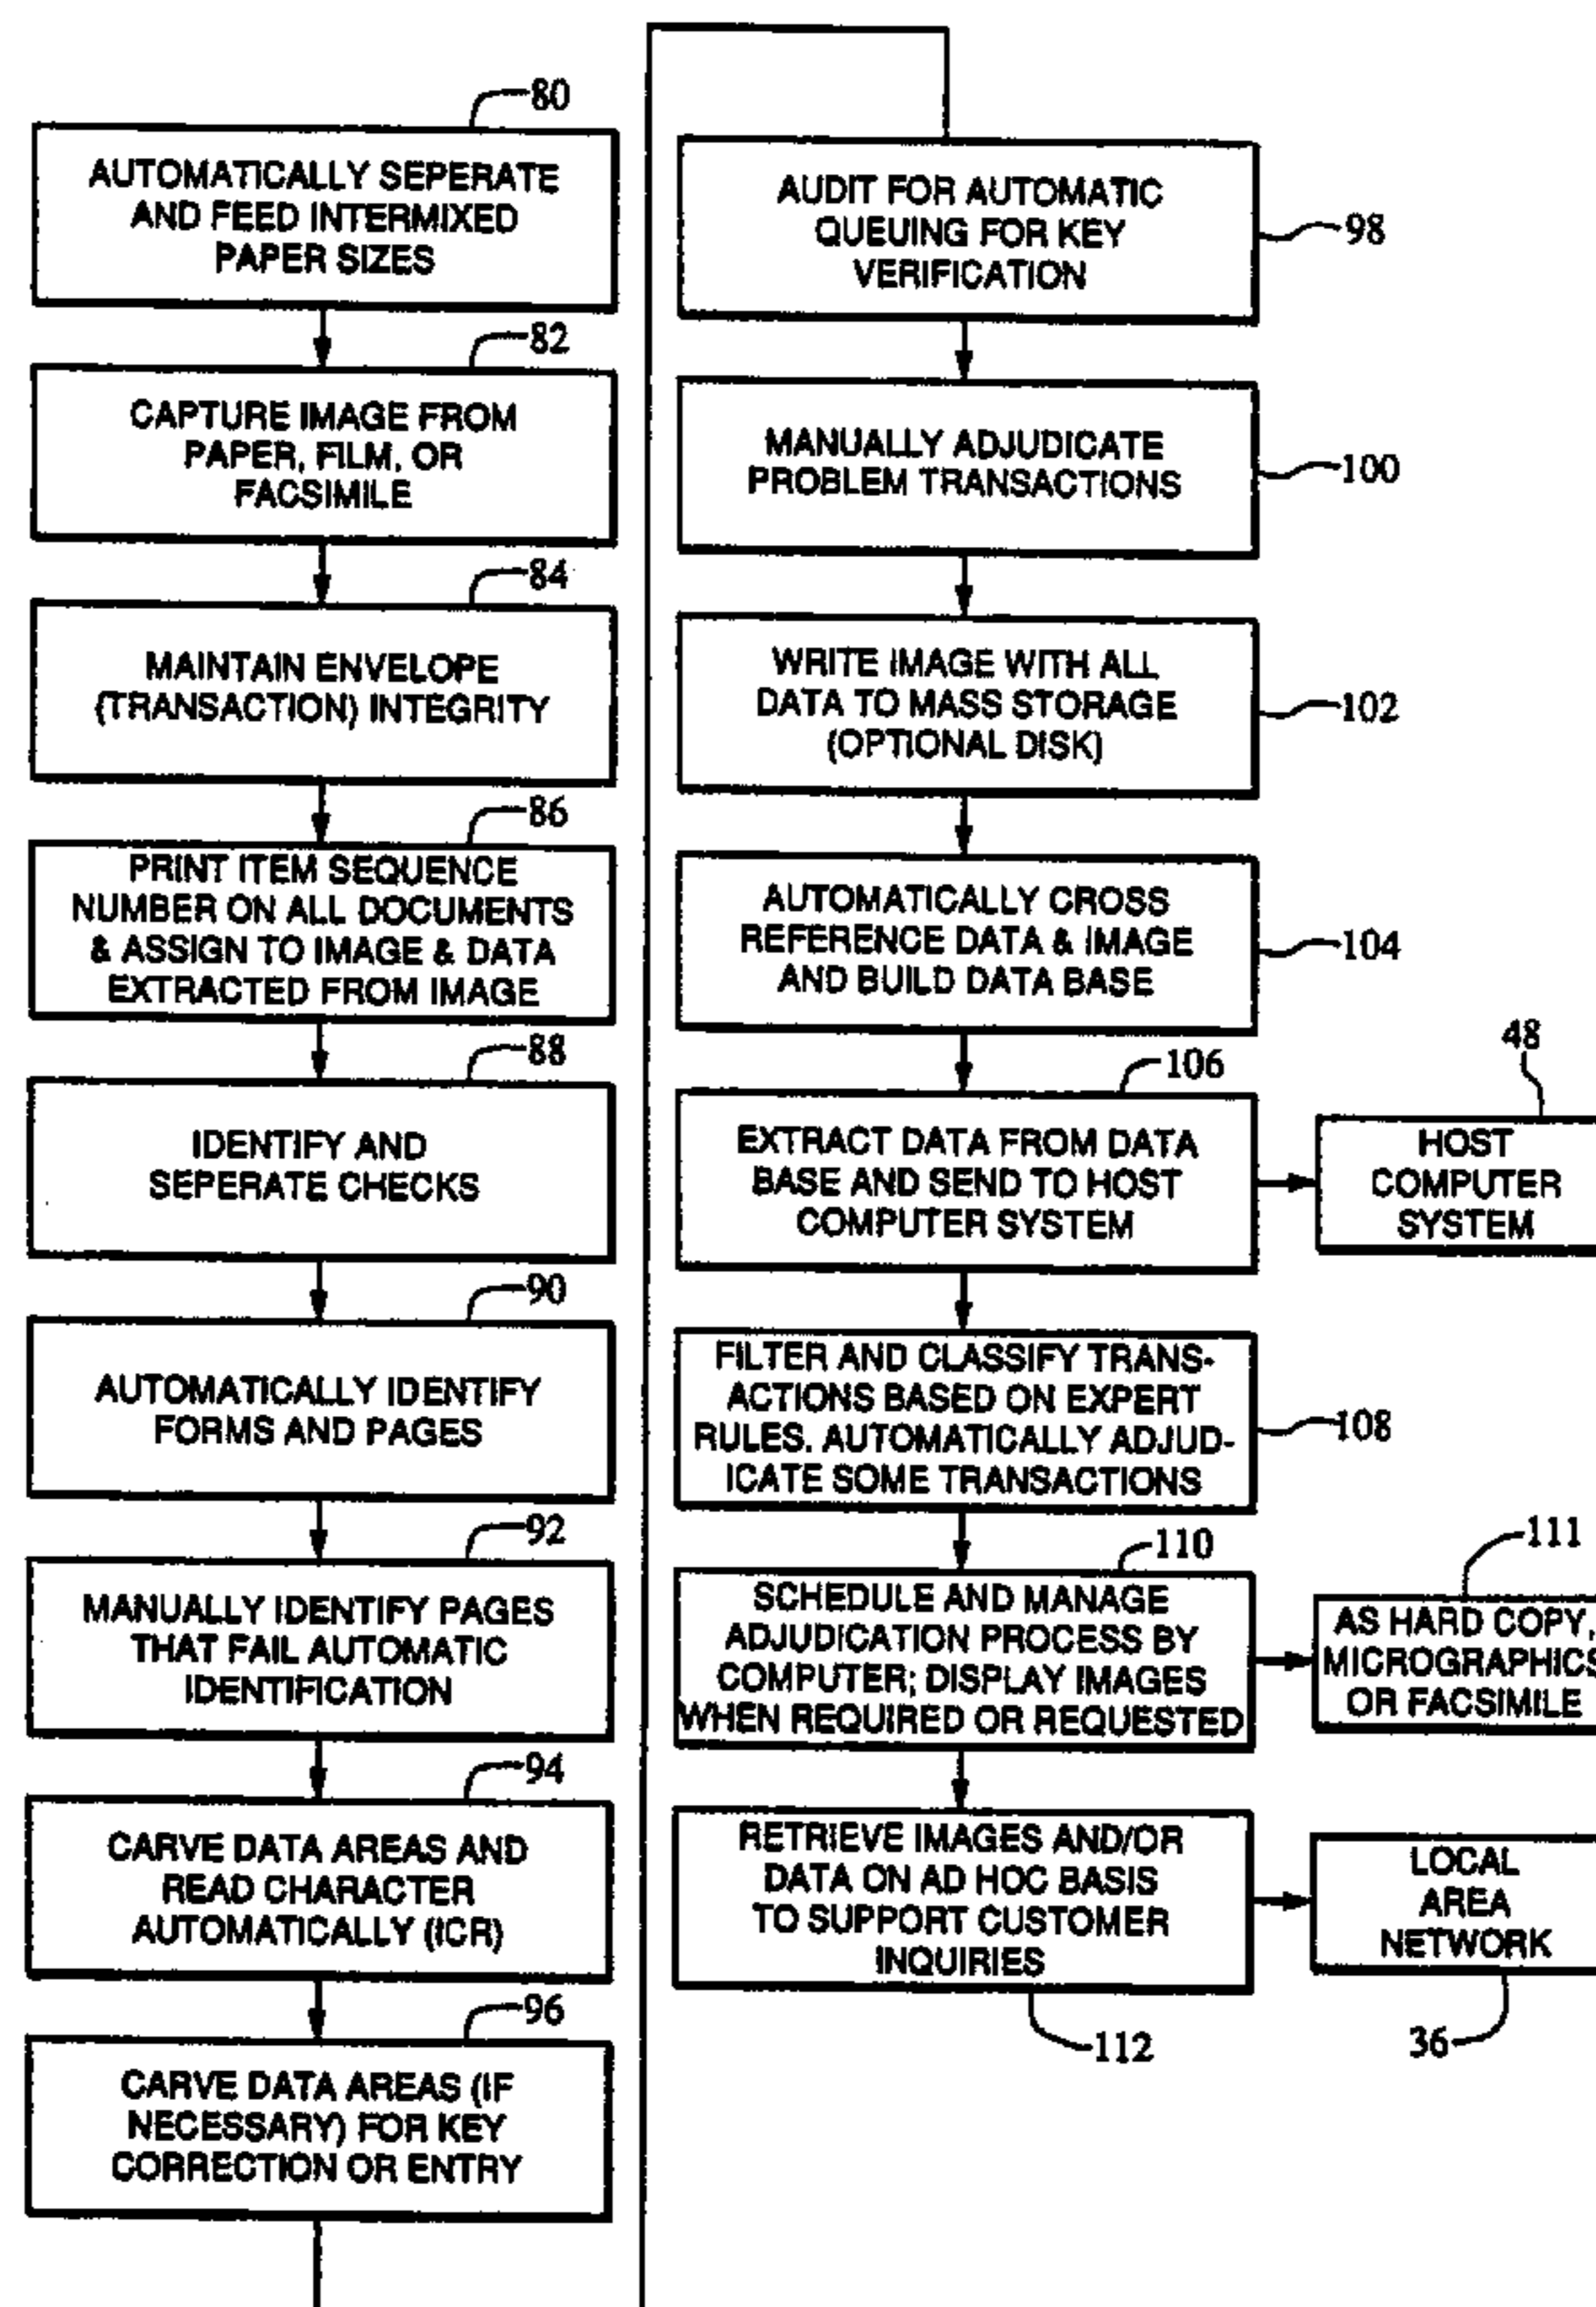 80
AUTOMATICALLY SEPERATE
AND FEED INTERMIXED
PAPER SIZES
82
CAPTURE IMAGE FROM
PAPER, FILM, OR
FACSIMILE
84
MAINTAIN ENVELOPE
(TRANSACTION) INTEGRITY
86
PRINT ITEM SEQUENCE
NUMBER ON ALL DOCUMENTS
& ASSIGN TO IMAGE & DATA
EXTRACTED FROM IMAGE
88
IDENTIFY AND
SEPERATE CHECKS
90
AUTOMATICALLY IDENTIFY
FORMS AND PAGES
92
MANUALLY IDENTIFY PAGES
THAT FAIL AUTOMATIC
IDENTIFICATION
94
CARVE DATA AREAS AND
READ CHARACTER
AUTOMATICALLY (ICR)
96
CARVE DATA AREAS (IF
NECESSARY) FOR KEY
CORRECTION OR ENTRY
AUDIT FOR AUTOMATIC
QUEUING FOR KEY
VERIFICATION
98
MANUALLY ADJUDICATE
PROBLEM TRANSACTIONS
100
WRITE IMAGE WITH ALL
DATA TO MASS STORAGE
(OPTIONAL DISK)
102
AUTOMATICALLY CROSS
REFERENCE DATA & IMAGE
AND BUILD DATA BASE
104
106
EXTRACT DATA FROM DATA
BASE AND SEND TO HOST
COMPUTER SYSTEM
48
HOST
COMPUTER
SYSTEM
FILTER AND CLASSIFY TRANS-
ACTIONS BASED ON EXPERT
RULES. AUTOMATICALLY ADJUD-
ICATE SOME TRANSACTIONS
108
110
SCHEDULE AND MANAGE
ADJUDICATION PROCESS BY
COMPUTER; DISPLAY IMAGES
WHEN REQUIRED OR REQUESTED
111
AS HARD COPY,
MICROGRAPHICS
OR FACSIMILE
RETRIEVE IMAGES AND/OR
DATA ON AD HOC BASIS
TO SUPPORT CUSTOMER
INQUIRIES
112
LOCAL
AREA
NETWORK
36